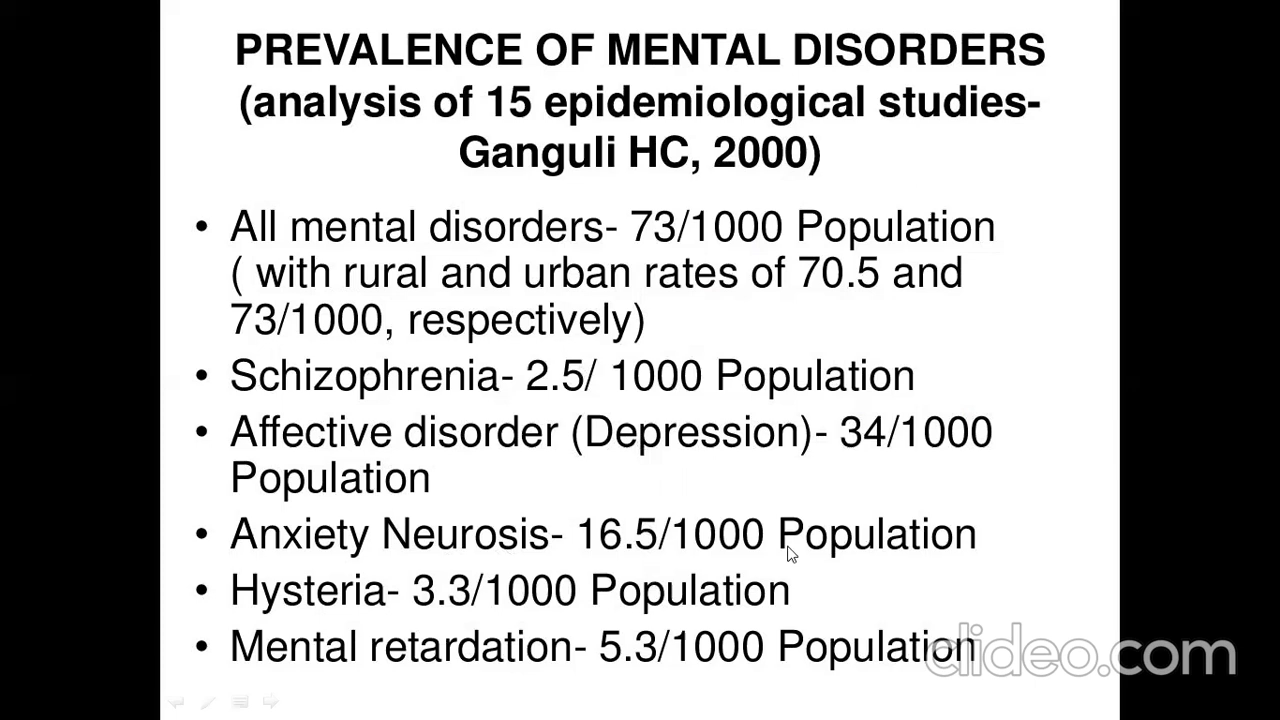 PREVALENCE OF MENTAL DISORDERS
(analysis of 15 epidemiological studies-
Ganguli HC, 2000)
• All mental disorders- 73/1000 Population
( with rural and urban rates of 70.5 and
73/1000, respectively)
• Schizophrenia- 2.5/ 1000 Population
• Affective disorder (Depression)- 34/1000
Population
• Anxiety Neurosis- 16.5/1000 Population
• Hysteria- 3.3/1000 Population
• Mental retardation- 5.3/1000 Population
clideo.com